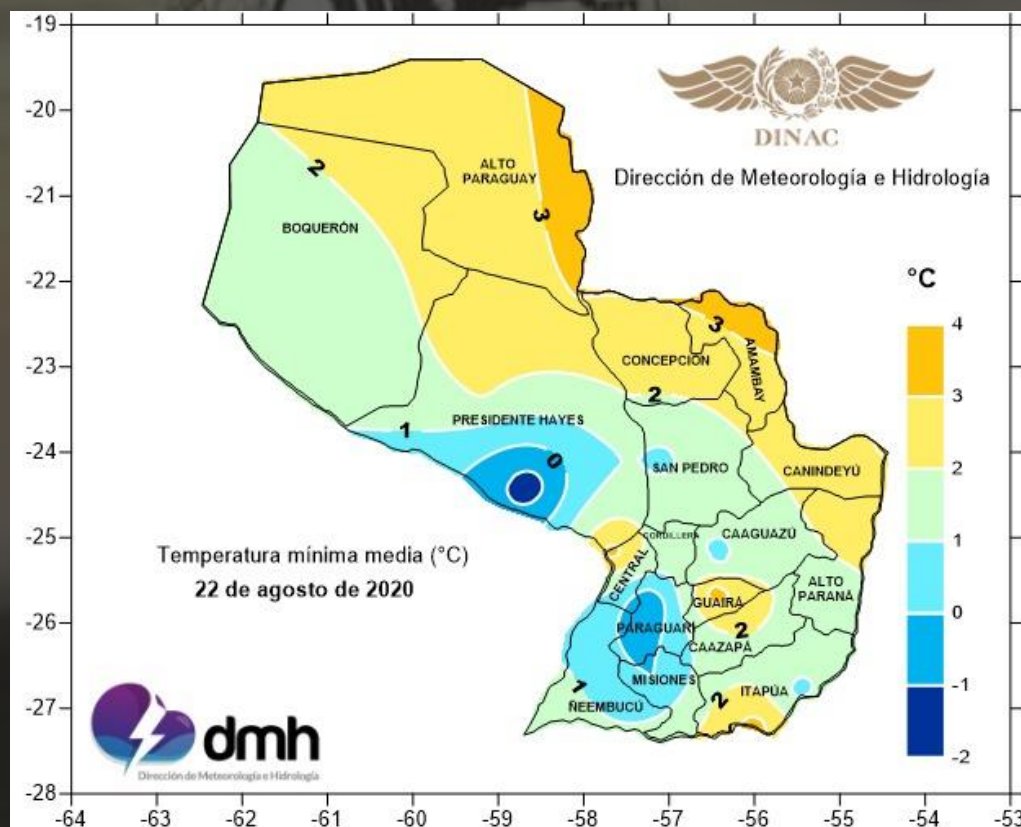 -19
-20
-21
-22
-23
-24
-25
-26
-27
-28
-64
-63
-62
-61
-60
-59
-58
-57
-56
-55
-54
-53
DINAC
Dirección de Meteorología e Hidrología
ALTO
PARAGUAY
BOQUERÓN
2
3
CONCEPCIÓN
3
AMAMBAY
2
PRESIDENTE HAYES
1
0
SAN PEDRO
CANINDEYÚ
CORDILLERA
CAAGUAZÚ
CENTRAL
ALTO
PARANÁ
GUAIRÁ
2
PARAGUARÍ
CAAZAPÁ
MISIONES
ITAPÚA
2
1
ÑEEMBUCÚ
°C
4
3
2
1
0
-1
-2
Temperatura mínima media (°C)
22 de agosto de 2020
dmh
Dirección de Meteorología e Hidrología